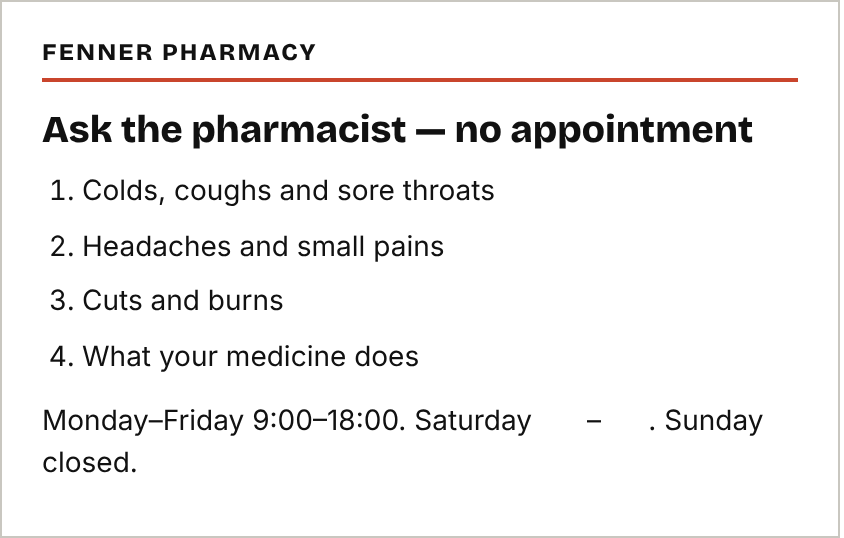 FENNER PHARMACY
Ask the pharmacist — no appointment
1. Colds, coughs and sore throats
2. Headaches and small pains
3. Cuts and burns
4. What your medicine does
Monday–Friday 9:00–18:00. Saturday – . Sunday
closed.